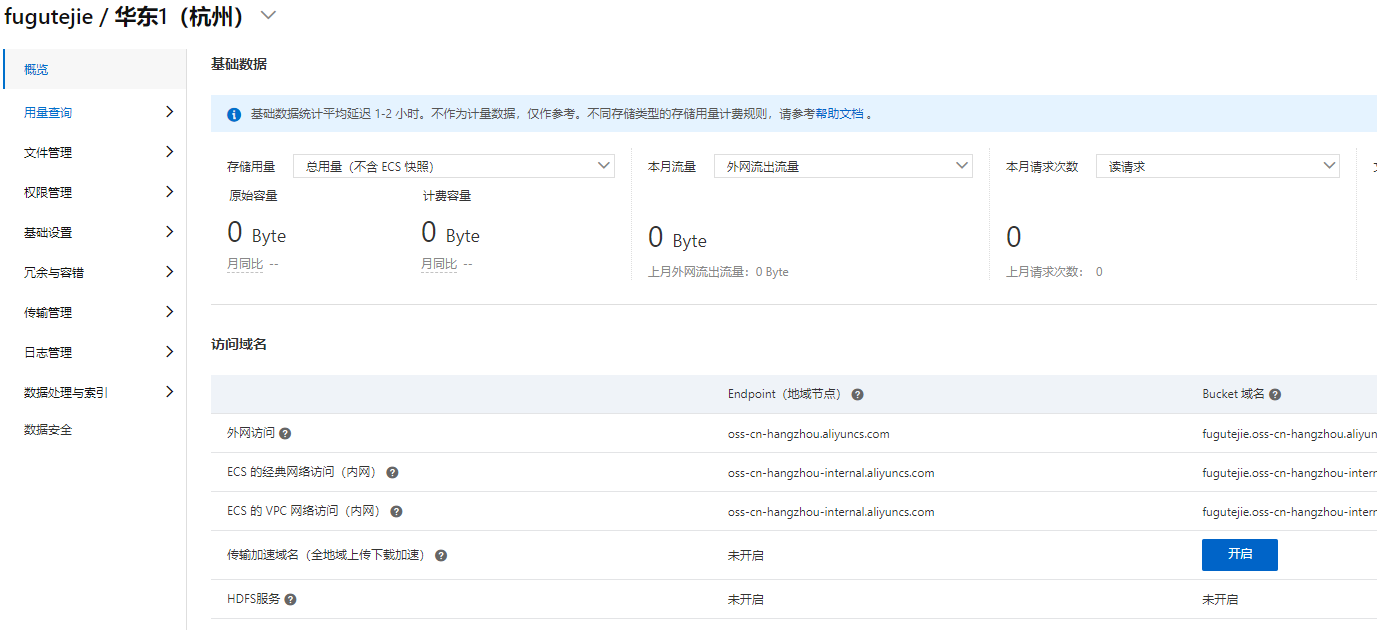 fugutejie / 华东1（杭州）
概览
用量查询
文件管理
权限管理
基础设置
冗余与容错
传输管理
日志管理
数据处理与索引
数据安全
基础数据
基础数据统计平均延迟 1-2 小时。不作为计量数据，仅作参考。不同存储类型的存储用量计费规则，请参考帮助文档 。
存储用量 总用量（不含 ECS 快照）
原始容量 计费容量
0 Byte 0 Byte
月同比 -- 月同比 --
本月流量 外网流出流量
0 Byte
上月外网流出流量：0 Byte
本月请求次数 读请求
0
上月请求次数： 0
访问域名
Endpoint（地域节点） Bucket 域名
外网访问 oss-cn-hangzhou.aliyuncs.com fugutejie.oss-cn-hangzhou.aliyun
ECS 的经典网络访问（内网） oss-cn-hangzhou-internal.aliyuncs.com fugutejie.oss-cn-hangzhou-intern
ECS 的 VPC 网络访问（内网） oss-cn-hangzhou-internal.aliyuncs.com fugutejie.oss-cn-hangzhou-intern
传输加速域名（全地域上传下载加速） 未开启 开启
HDFS服务 未开启 未开启